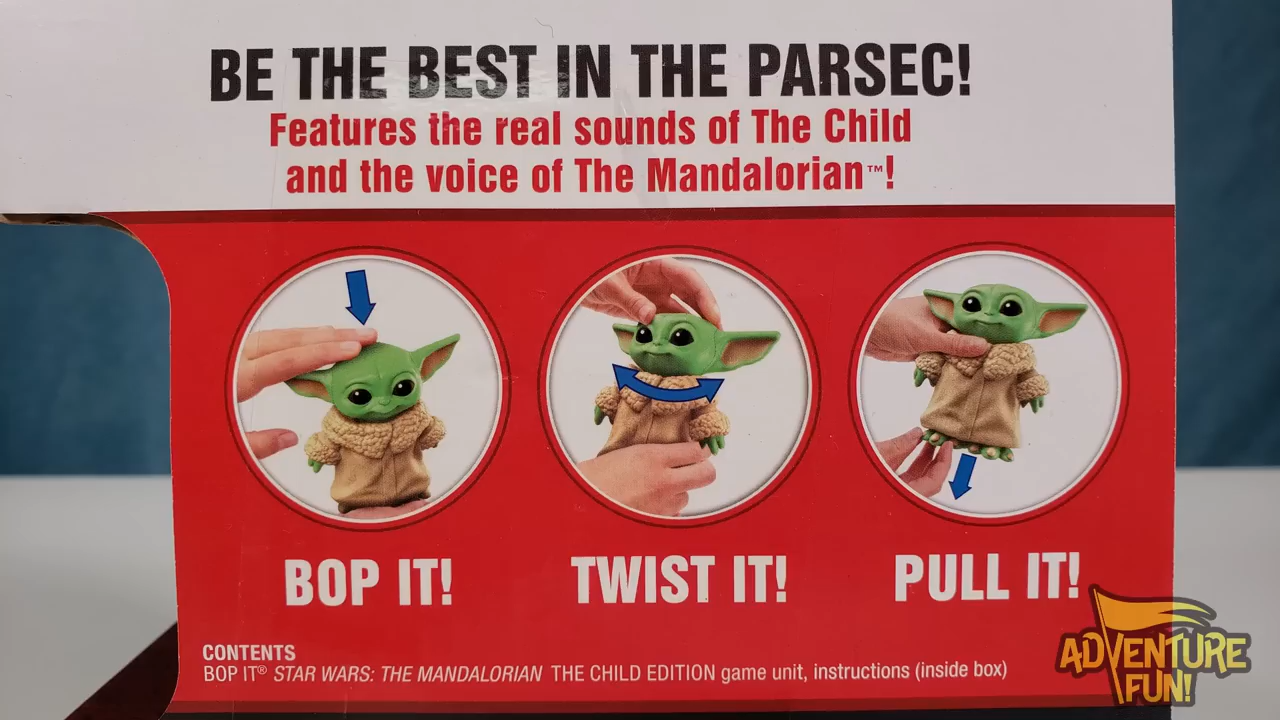 BE THE BEST IN THE PARSEC!
Features the real sounds of The Child
and the voice of The Mandalorian™!
BOP IT!
TWIST IT!
PULL IT!
CONTENTS
BOP IT® STAR WARS: THE MANDALORIAN THE CHILD EDITION game unit, instructions (inside box)
ADVENTURE
FUN!